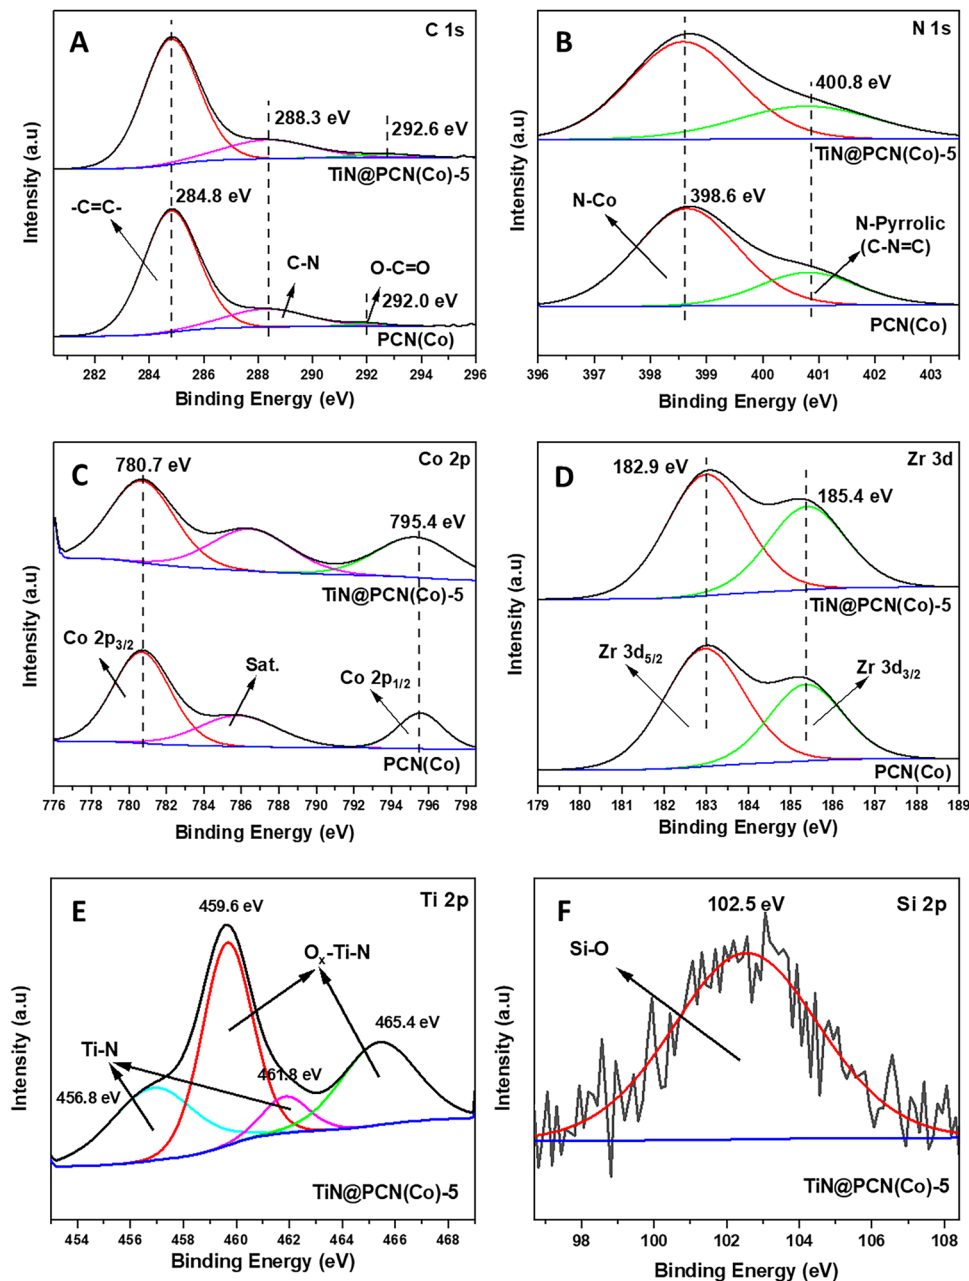 A
C 1s
288.3 eV
292.6 eV
TiN@PCN(Co)-5
-C=C-
284.8 eV
C-N
O-C=O
292.0 eV
PCN(Co)
Intensity (a.u)
282 284 286 288 290 292 294 296
Binding Energy (eV)
B
N 1s
400.8 eV
TiN@PCN(Co)-5
N-Co
398.6 eV
N-Pyrrolic
(C-N=C)
PCN(Co)
Intensity (a.u)
396 397 398 399 400 401 402 403
Binding Energy (eV)
C
780.7 eV
Co 2p
795.4 eV
TiN@PCN(Co)-5
Co 2p3/2
Sat.
Co 2p1/2
PCN(Co)
Intensity (a.u)
776 778 780 782 784 786 788 790 792 794 796 798
Binding Energy (eV)
D
182.9 eV
Zr 3d
185.4 eV
TiN@PCN(Co)-5
Zr 3d5/2
Zr 3d3/2
PCN(Co)
Intensity (a.u)
179 180 181 182 183 184 185 186 187 188 189
Binding Energy (eV)
E
459.6 eV
Ti 2p
Ox-Ti-N
465.4 eV
Ti-N
461.8 eV
456.8 eV
TiN@PCN(Co)-5
Intensity (a.u)
454 456 458 460 462 464 466 468
Binding Energy (eV)
F
102.5 eV
Si 2p
Si-O
TiN@PCN(Co)-5
Intensity (a.u)
98 100 102 104 106 108
Binding Energy (eV)